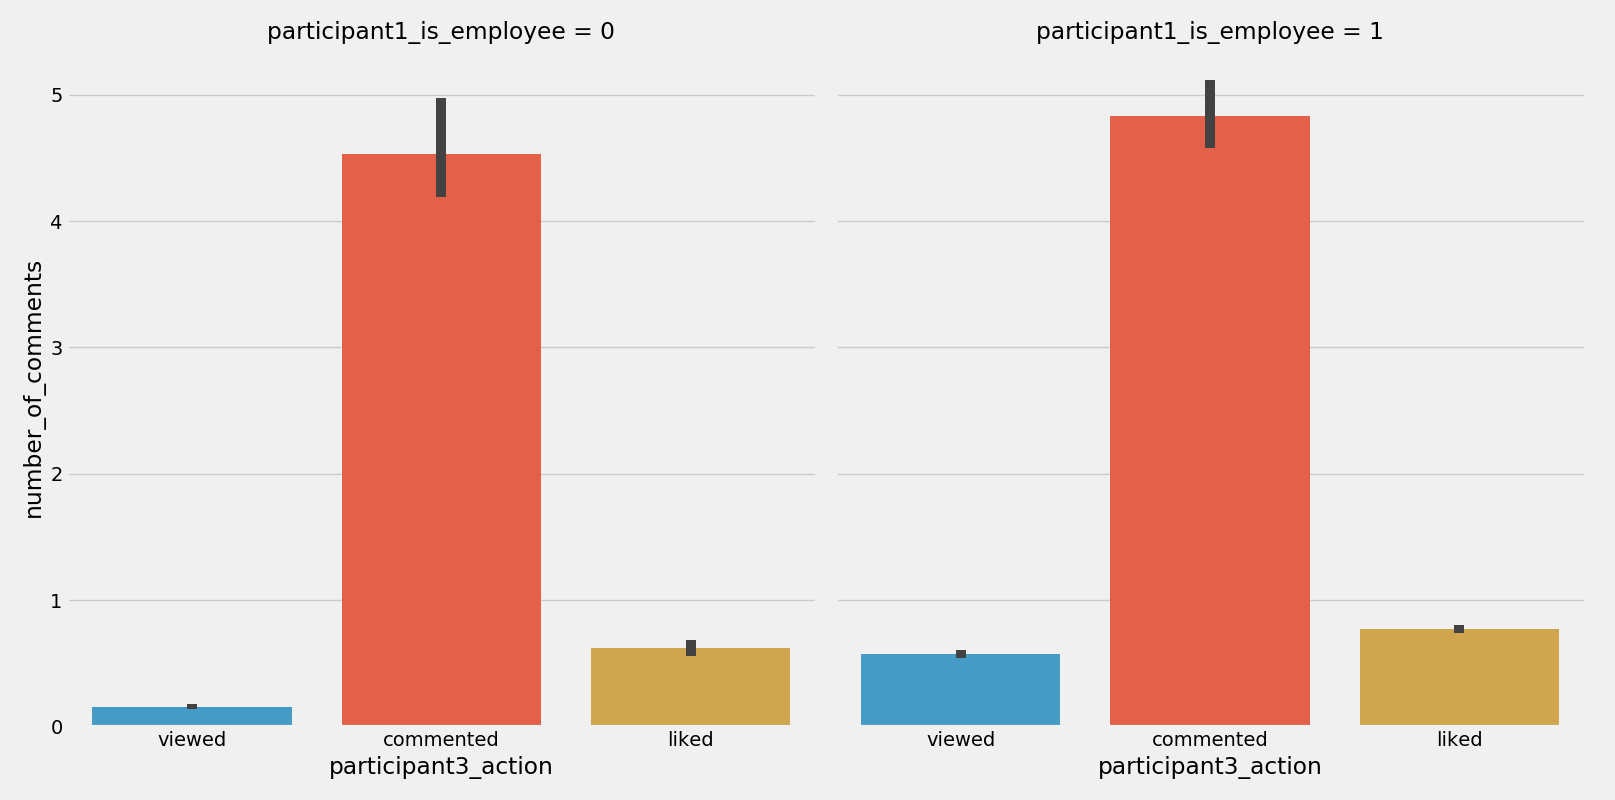 participant1_is_employee = 0
participant1_is_employee = 1
number_of_comments
5
4
3
2
1
0
viewed
commented
liked
viewed
commented
liked
participant3_action
participant3_action